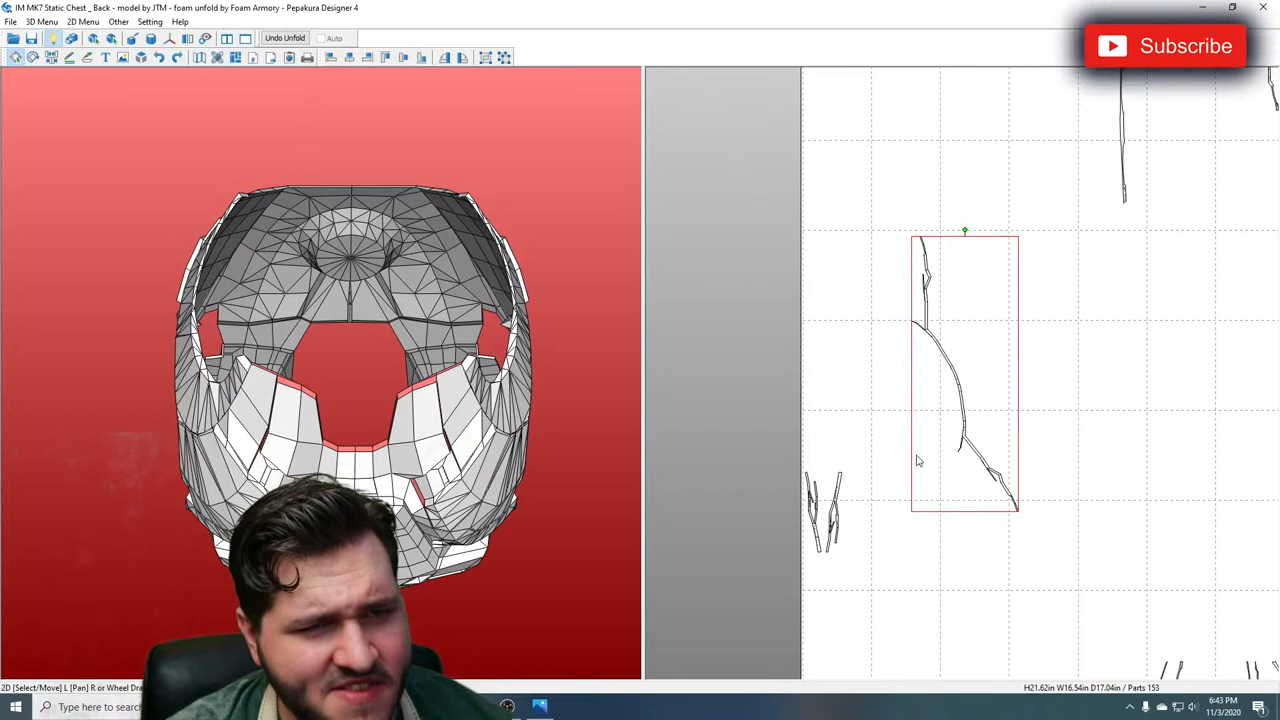 IM MK7 Static Chest _ Back - model by JTM - foam unfold by Foam Armory - Pepakura Designer 4
File 3D Menu 2D Menu Other Setting Help
Undo Unfold Auto
Subscribe
2D [Select/Move] L [Pan] R or Wheel Dra
H21.62in W16.54in D17.04in / Parts 153
Type here to search
6:43 PM
11/3/2020